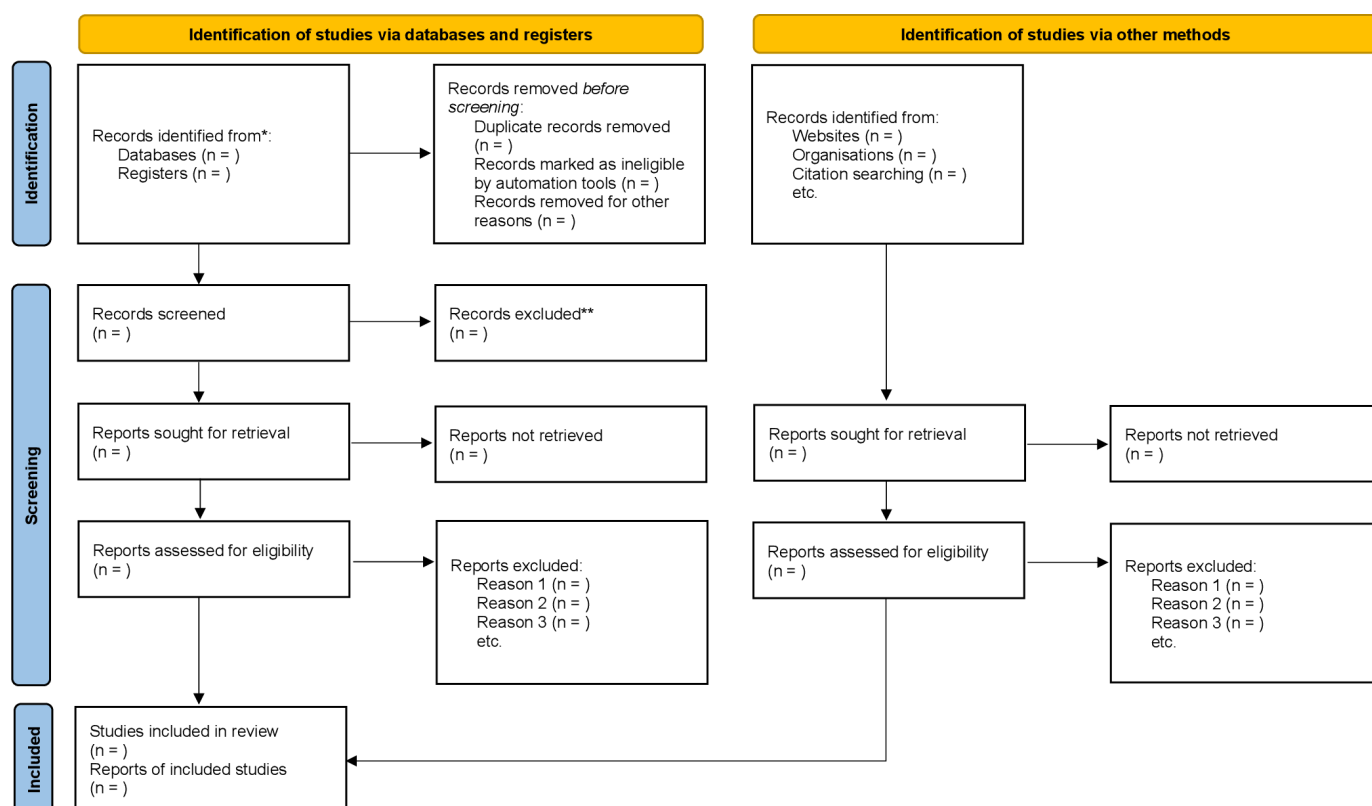 Identification of studies via databases and registers
Identification of studies via other methods
Identification
Records identified from*:
Databases (n = )
Registers (n = )
Records removed before
screening:
Duplicate records removed
(n = )
Records marked as ineligible
by automation tools (n = )
Records removed for other
reasons (n = )
Records identified from:
Websites (n = )
Organisations (n = )
Citation searching (n = )
etc.
Screening
Records screened
(n = )
Records excluded**
(n = )
Reports sought for retrieval
(n = )
Reports not retrieved
(n = )
Reports sought for retrieval
(n = )
Reports not retrieved
(n = )
Reports assessed for eligibility
(n = )
Reports excluded:
Reason 1 (n = )
Reason 2 (n = )
Reason 3 (n = )
etc.
Reports assessed for eligibility
(n = )
Reports excluded:
Reason 1 (n = )
Reason 2 (n = )
Reason 3 (n = )
etc.
Included
Studies included in review
(n = )
Reports of included studies
(n = )